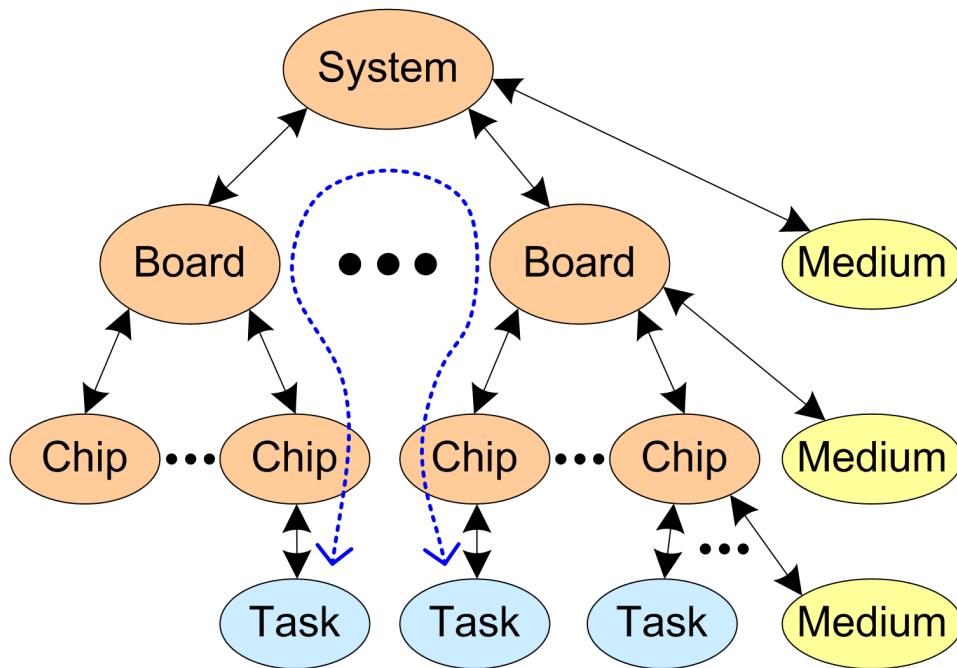 System
Board
Board
Medium
Chip
Chip
Chip
Chip
Medium
Task
Task
Task
Medium